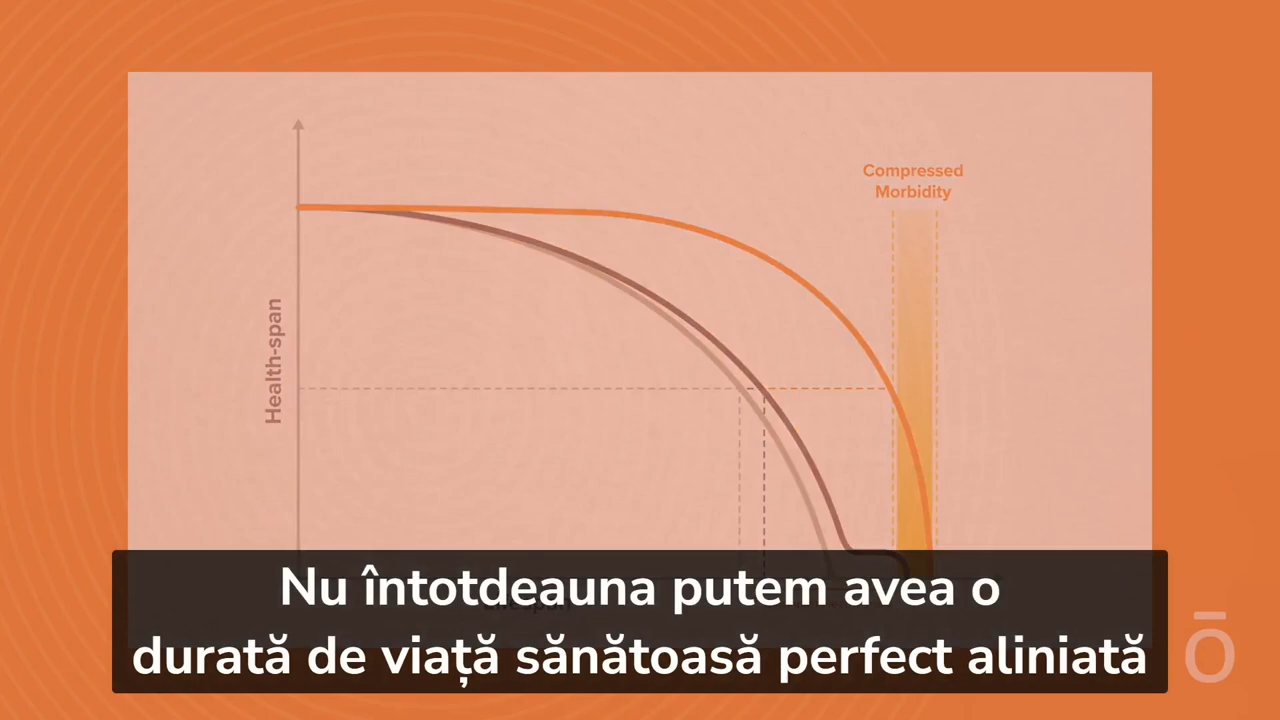 Compressed
Morbidity
Health-span
Nu întotdeauna putem avea o
durată de viață sănătoasă perfect aliniată
ō